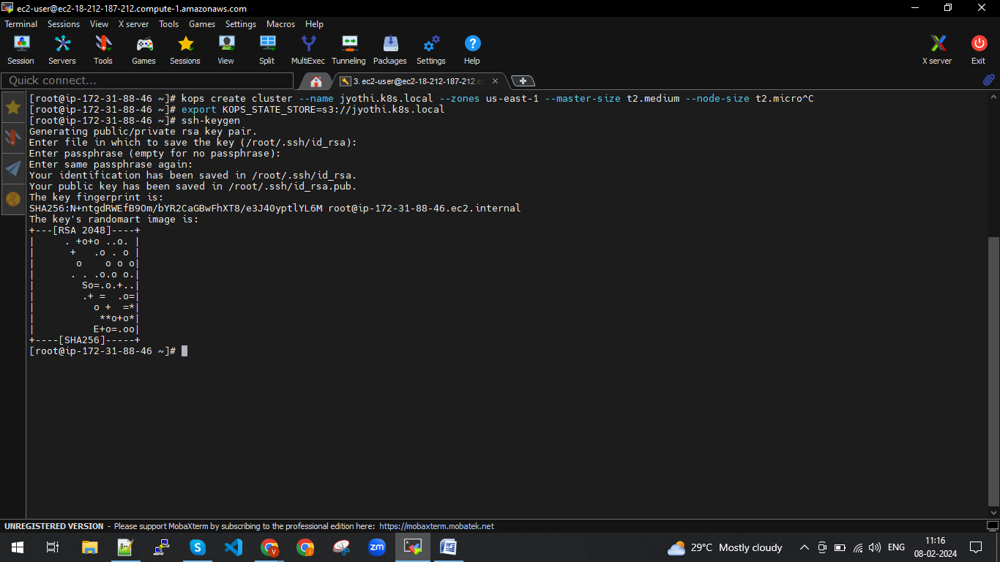 ec2-user@ec2-18-212-187-212.compute-1.amazonaws.com
Terminal Sessions View X server Tools Games Settings Macros Help
Session Servers Tools Games Sessions View Split MultiExec Tunneling Packages Settings Help X server Exit
Quick connect...
3. ec2-user@ec2-18-212-187-212.c
[root@ip-172-31-88-46 ~]# kops create cluster --name jyothi.k8s.local --zones us-east-1 --master-size t2.medium --node-size t2.micro^C
[root@ip-172-31-88-46 ~]# export KOPS_STATE_STORE=s3://jyothi.k8s.local
[root@ip-172-31-88-46 ~]# ssh-keygen
Generating public/private rsa key pair.
Enter file in which to save the key (/root/.ssh/id_rsa):
Enter passphrase (empty for no passphrase):
Enter same passphrase again:
Your identification has been saved in /root/.ssh/id_rsa.
Your public key has been saved in /root/.ssh/id_rsa.pub.
The key fingerprint is:
SHA256:N+ntgdRWEfB9Om/bYR2CaGBwFhXT8/e3J40yptlYL6M root@ip-172-31-88-46.ec2.internal
The key's randomart image is:
+---[RSA 2048]----+
|     . +o+o ..o. |
|      +   .o . o |
|       o    o o o|
|      . . .o.o o.|
|        So=.o.+..|
|        .+ =  .o=|
|          o +  =*|
|           **o+o*|
|          E+o=.oo|
+----[SHA256]-----+
[root@ip-172-31-88-46 ~]#
UNREGISTERED VERSION - Please support MobaXterm by subscribing to the professional edition here: https://mobaxterm.mobatek.net
29°C Mostly cloudy ENG 11:16
08-02-2024